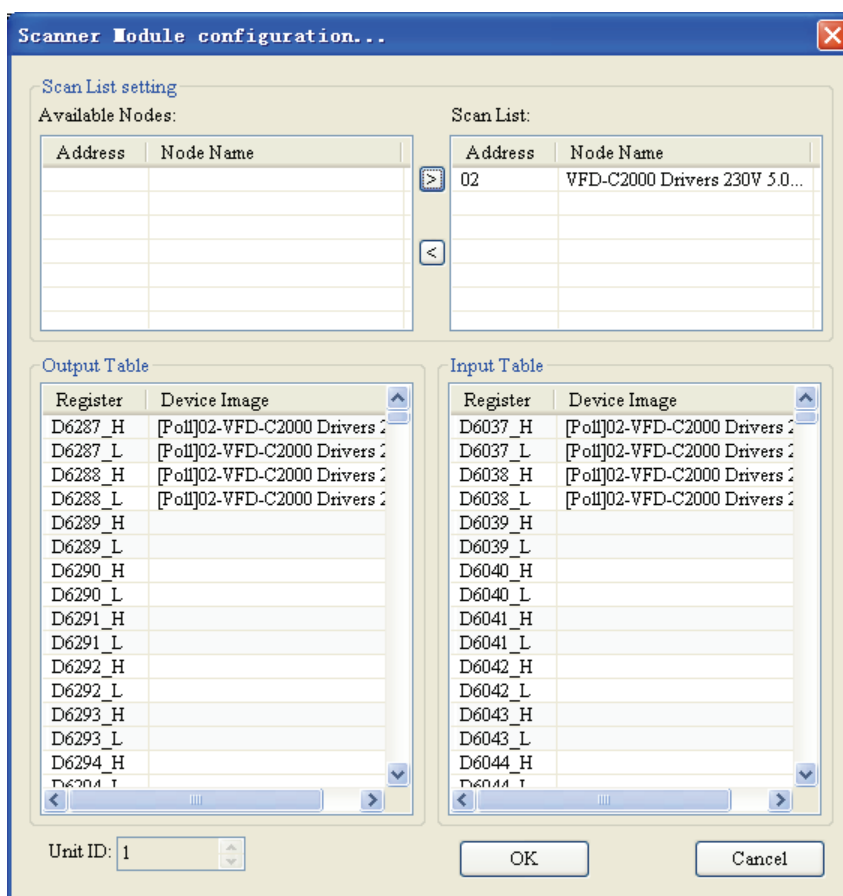 Scanner Module configuration...
Scan List setting
Available Nodes:
Address Node Name
>
<
Scan List:
Address Node Name
02 VFD-C2000 Drivers 230V 5.0...
Output Table
Register Device Image
D6287_H [Poll]02-VFD-C2000 Drivers 2
D6287_L [Poll]02-VFD-C2000 Drivers 2
D6288_H [Poll]02-VFD-C2000 Drivers 2
D6288_L [Poll]02-VFD-C2000 Drivers 2
D6289_H
D6289_L
D6290_H
D6290_L
D6291_H
D6291_L
D6292_H
D6292_L
D6293_H
D6293_L
D6294_H
D6294_L
Input Table
Register Device Image
D6037_H [Poll]02-VFD-C2000 Drivers 2
D6037_L [Poll]02-VFD-C2000 Drivers 2
D6038_H [Poll]02-VFD-C2000 Drivers 2
D6038_L [Poll]02-VFD-C2000 Drivers 2
D6039_H
D6039_L
D6040_H
D6040_L
D6041_H
D6041_L
D6042_H
D6042_L
D6043_H
D6043_L
D6044_H
D6044_L
Unit ID: 1
OK
Cancel